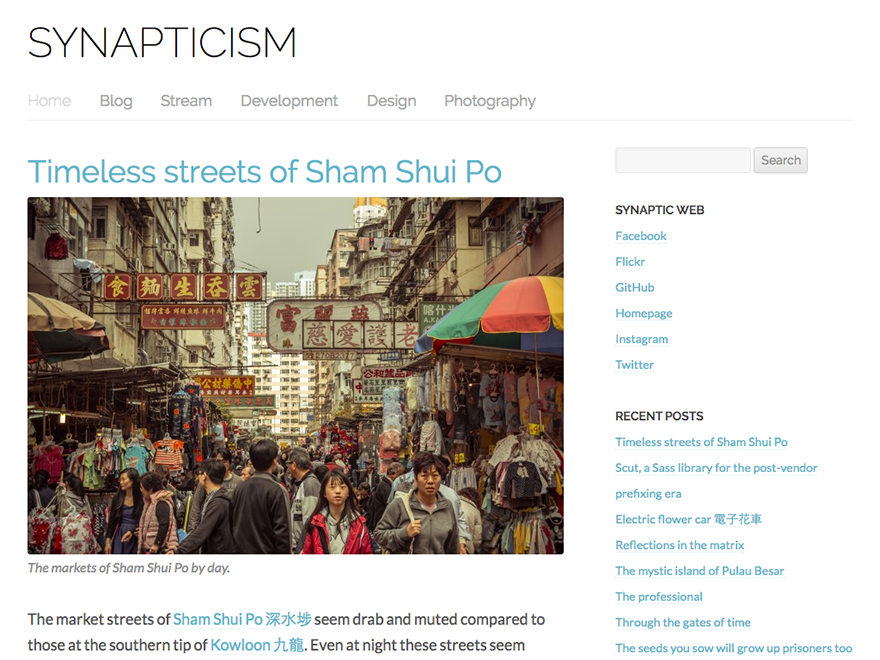 SYNAPTICISM
Home Blog Stream Development Design Photography
Timeless streets of Sham Shui Po
食麵生吞雲
富
慈愛護老
公和
The markets of Sham Shui Po by day.
The market streets of Sham Shui Po 深水埗 seem drab and muted compared to
those at the southern tip of Kowloon 九龍. Even at night these streets seem
Search
SYNAPTIC WEB
Facebook
Flickr
GitHub
Homepage
Instagram
Twitter
RECENT POSTS
Timeless streets of Sham Shui Po
Scut, a Sass library for the post-vendor
prefixing era
Electric flower car 電子花車
Reflections in the matrix
The mystic island of Pulau Besar
The professional
Through the gates of time
The seeds you sow will grow up prisoners too